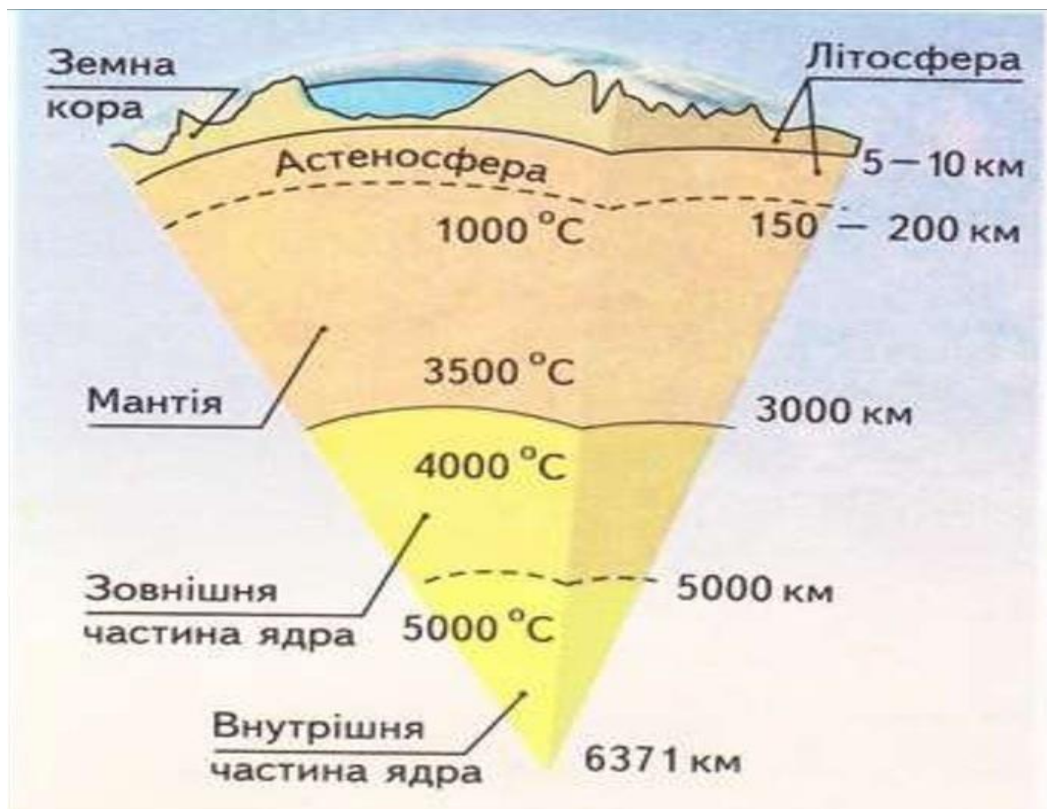 Земна
кора
Літосфера
Астеносфера
5—10 км
1000 °С
150 — 200 км
3500 °С
Мантія
3000 км
4000 °С
Зовнішня
частина ядра
5000 км
5000 °С
Внутрішня
частина ядра
6371 км